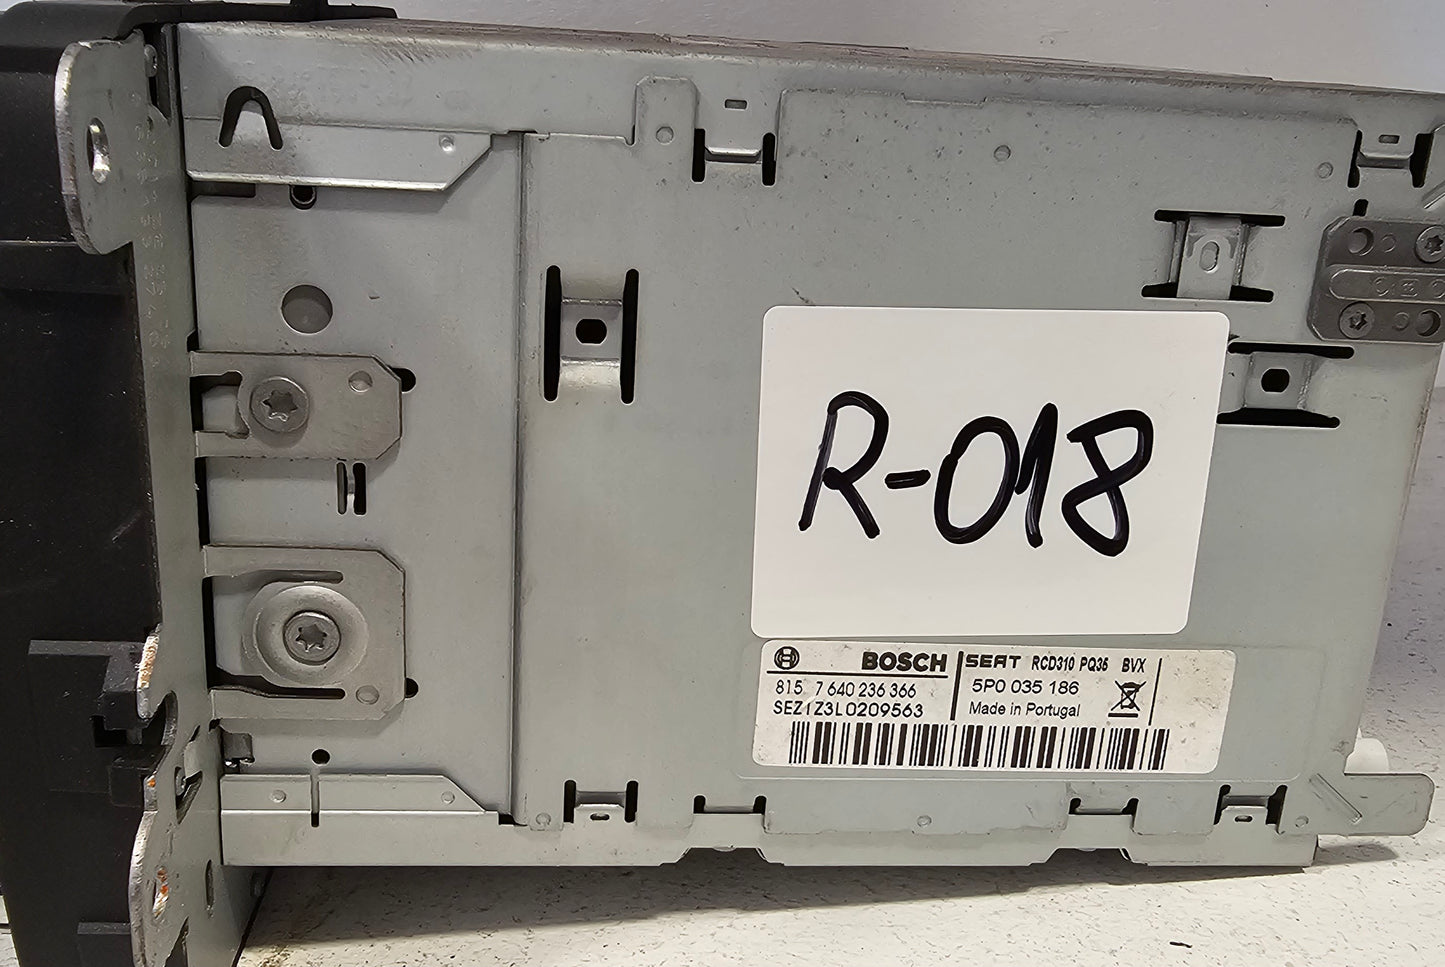 R-018
BOSCH SEAT RCD310 PQ35 BVX
815 7 640 236 366 5P0 035 186
SEZ1Z3L0209563 Made in Portugal